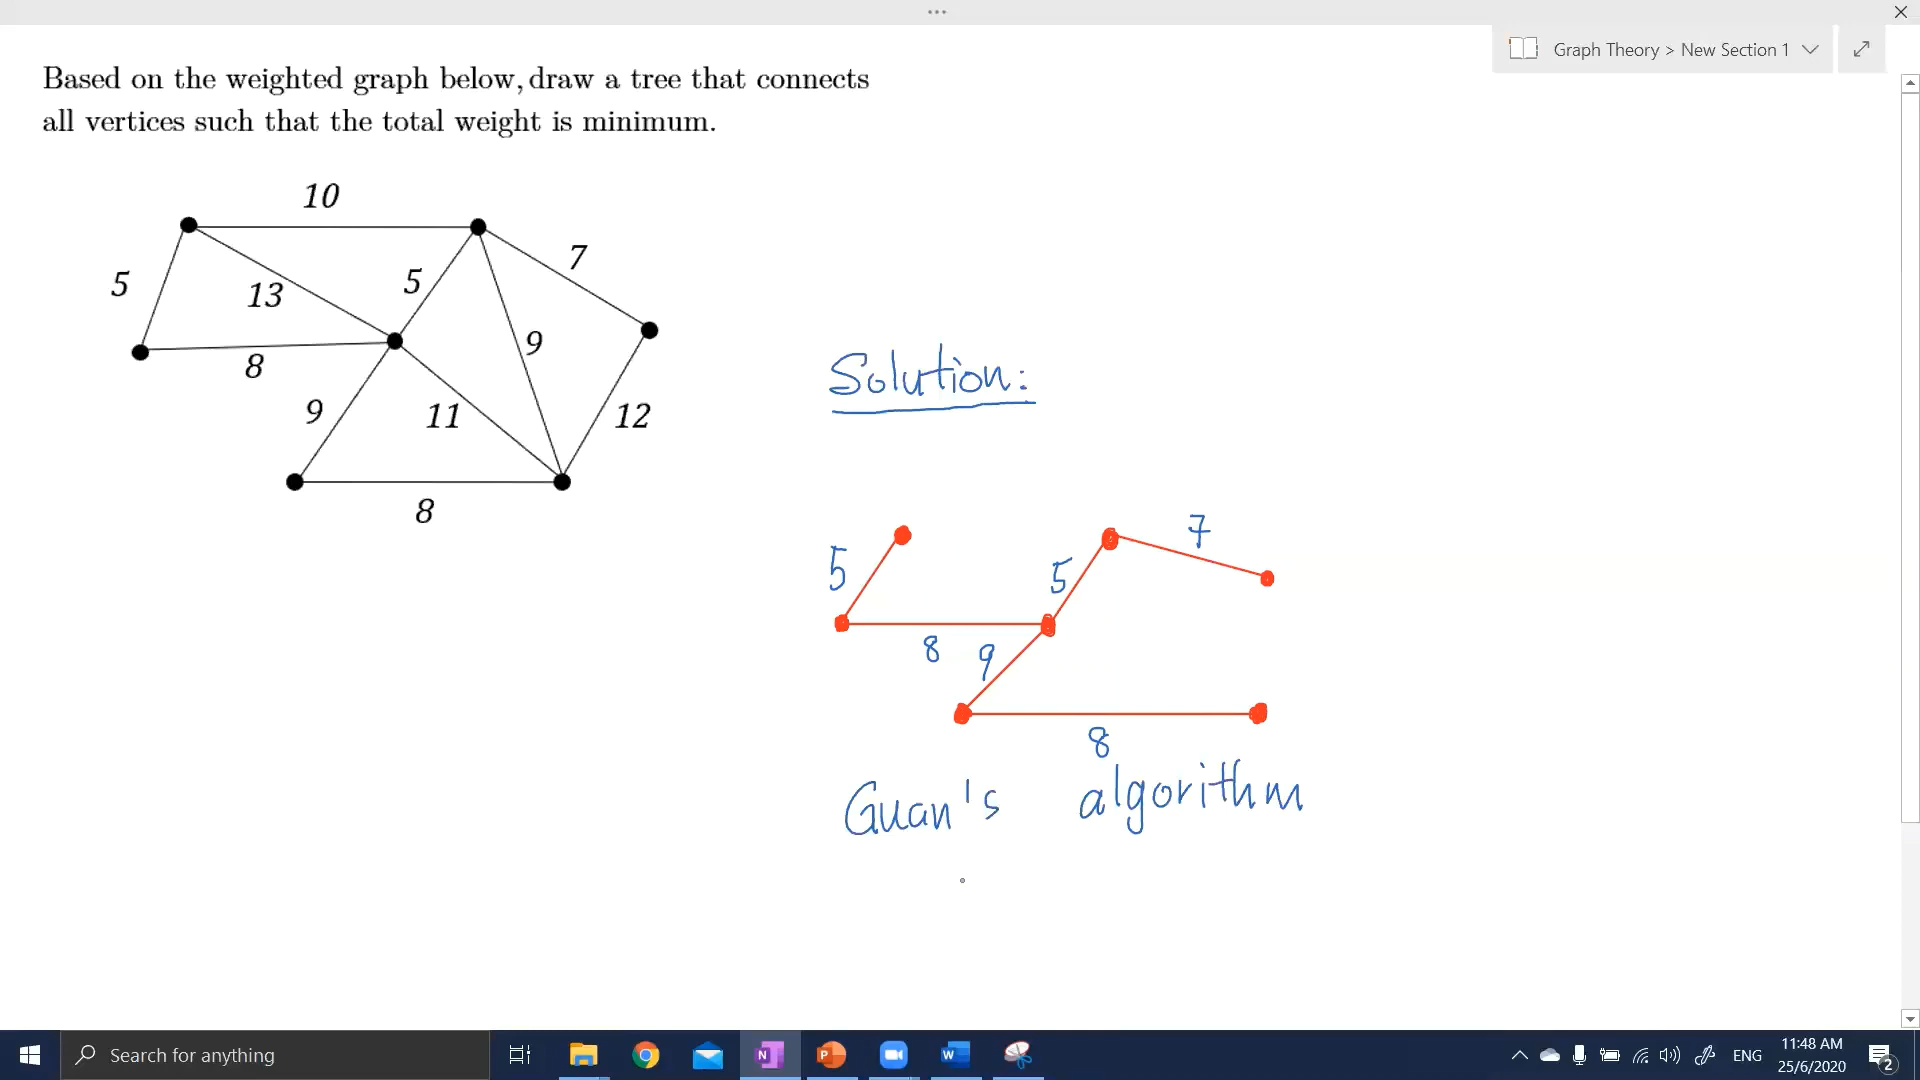 Graph Theory > New Section 1
Based on the weighted graph below, draw a tree that connects
all vertices such that the total weight is minimum.
10
5
13
5
7
8
9
9
11
12
8
Solution:
5
5
7
8
9
8
Guan's algorithm
Search for anything
ENG
11:48 AM
25/6/2020
2